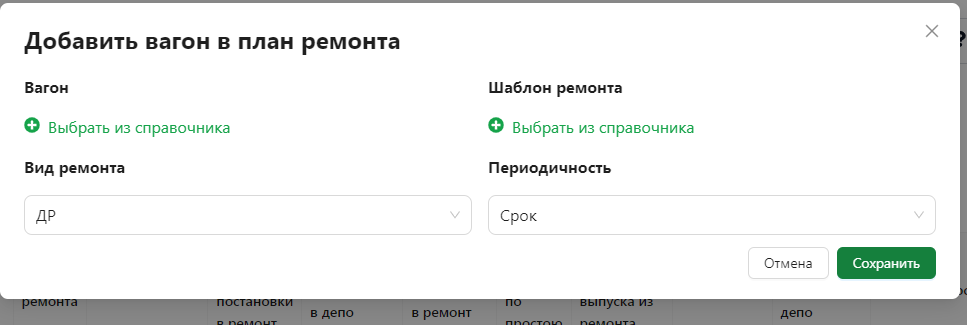 Добавить вагон в план ремонта
?
Вагон
Шаблон ремонта
Выбрать из справочника
Выбрать из справочника
Вид ремонта
Периодичность
ДР
Срок
Отмена
Сохранить
ремонта
постановки
в депо
в ремонт
по
выпуска из
депо
в ремонт
простою
ремонта